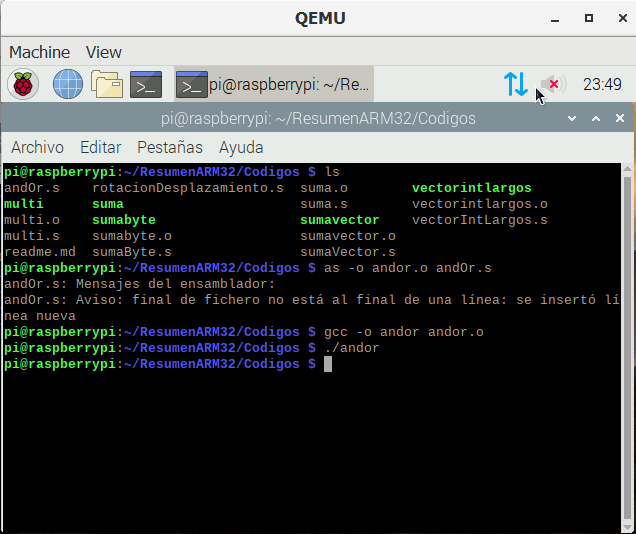 QEMU
Machine View
pi@raspberrypi: ~/Re... 23:49
pi@raspberrypi: ~/ResumenARM32/Codigos
Archivo Editar Pestañas Ayuda
pi@raspberrypi:~/ResumenARM32/Codigos $ ls
andOr.s rotacionDesplazamiento.s suma.o vectorintlargos
multi suma suma.s vectorintlargos.o
multi.o sumabyte sumavector vectorIntLargos.s
multi.s sumabyte.o sumavector.o
readme.md sumaByte.s sumaVector.s
pi@raspberrypi:~/ResumenARM32/Codigos $ as -o andor.o andOr.s
andOr.s: Mensajes del ensamblador:
andOr.s: Aviso: final de fichero no está al final de una línea: se insertó lí
nea nueva
pi@raspberrypi:~/ResumenARM32/Codigos $ gcc -o andor andor.o
pi@raspberrypi:~/ResumenARM32/Codigos $ ./andor
pi@raspberrypi:~/ResumenARM32/Codigos $